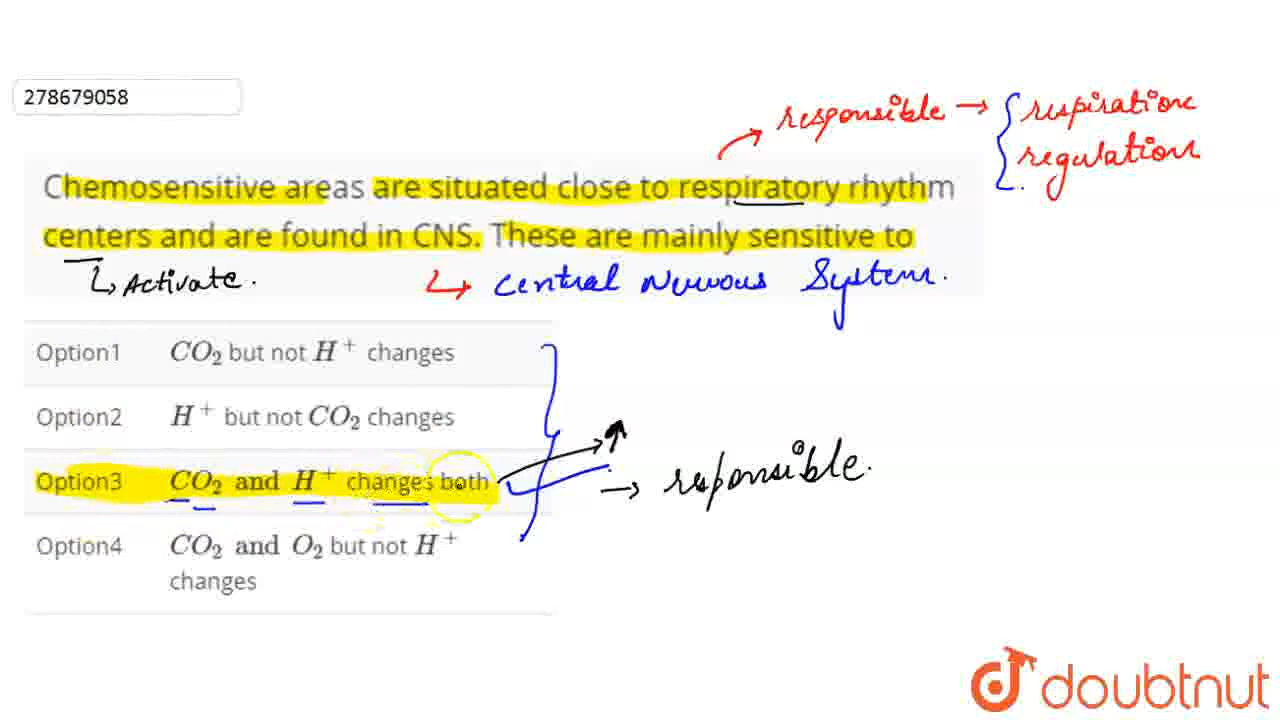 278679058
responsible → { respiration
regulation
Chemosensitive areas are situated close to respiratory rhythm
centers and are found in CNS. These are mainly sensitive to
↳ Activate. ↳ Central Nervous System.
Option1 CO₂ but not H⁺ changes
Option2 H⁺ but not CO₂ changes
Option3 CO₂ and H⁺ changes both
→ responsible.
Option4 CO₂ and O₂ but not H⁺
changes
doubtnut